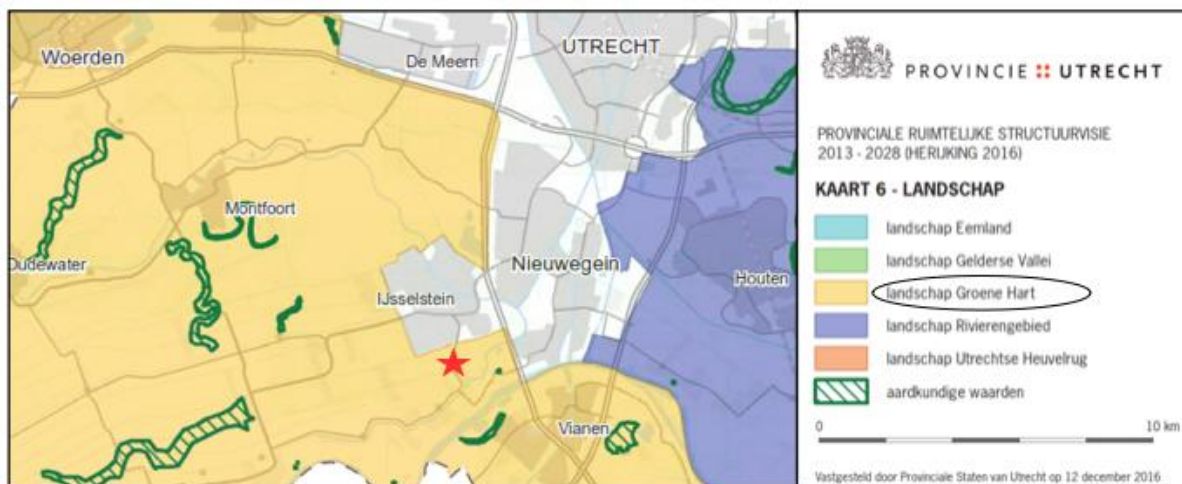 Woerden
De Meern
UTRECHT
Montfoort
Oudewater
Nieuwegein
Houten
IJsselstein
Vianen
PROVINCIE UTRECHT
PROVINCIALE RUIMTELIJKE STRUCTUURVISIE
2013 - 2028 (HERIJKING 2016)
KAART 6 - LANDSCHAP
landschap Eemland
landschap Gelderse Vallei
landschap Groene Hart
landschap Rivierengebied
landschap Utrechtse Heuvelrug
aardkundige waarden
0 10 km
Vastgesteld door Provinciale Staten van Utrecht op 12 december 2016